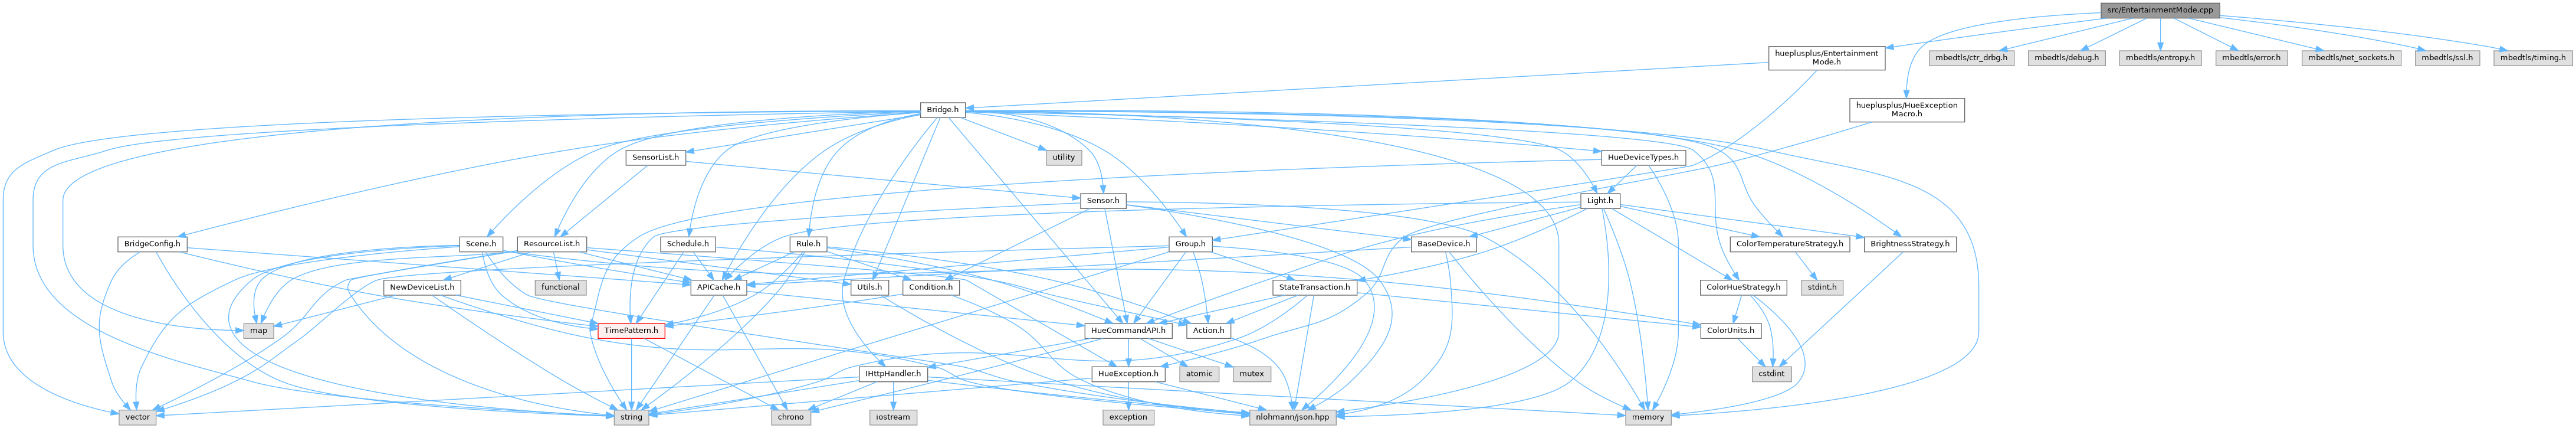 src/EntertainmentMode.cpp
hueplusplus/Entertainment
Mode.h
mbedtls/ctr_drbg.h
mbedtls/debug.h
mbedtls/entropy.h
mbedtls/error.h
mbedtls/net_sockets.h
mbedtls/ssl.h
mbedtls/timing.h
Bridge.h
hueplusplus/HueException
Macro.h
SensorList.h
utility
HueDeviceTypes.h
Sensor.h
Light.h
BridgeConfig.h
Scene.h
ResourceList.h
Schedule.h
Rule.h
Group.h
BaseDevice.h
ColorTemperatureStrategy.h
BrightnessStrategy.h
NewDeviceList.h
functional
APICache.h
Utils.h
Condition.h
StateTransaction.h
ColorHueStrategy.h
stdint.h
map
TimePattern.h
HueCommandAPI.h
Action.h
ColorUnits.h
IHttpHandler.h
HueException.h
atomic
mutex
cstdint
vector
string
chrono
iostream
exception
nlohmann/json.hpp
memory